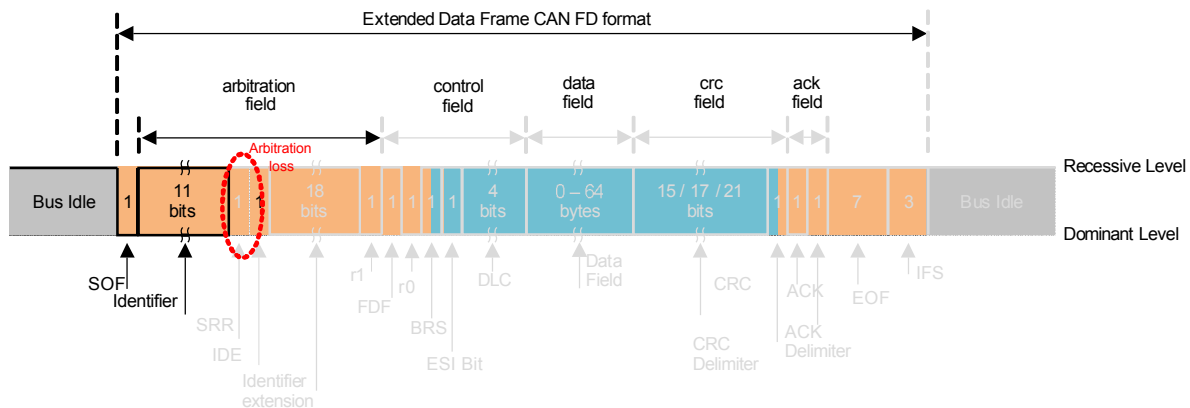 Extended Data Frame CAN FD format
arbitration
field
control
field
data
field
crc
field
ack
field
Arbitration
loss
Recessive Level
Bus Idle
1
11
bits
1
1
18
bits
1
1
1
1
1
4
bits
0 – 64
bytes
15 / 17 / 21
bits
1
1
1
7
3
Bus Idle
Dominant Level
SOF
Identifier
SRR
IDE
Identifier
extension
r1
FDF
r0
BRS
ESI Bit
DLC
Data
Field
CRC
CRC
Delimiter
ACK
ACK
Delimiter
EOF
IFS